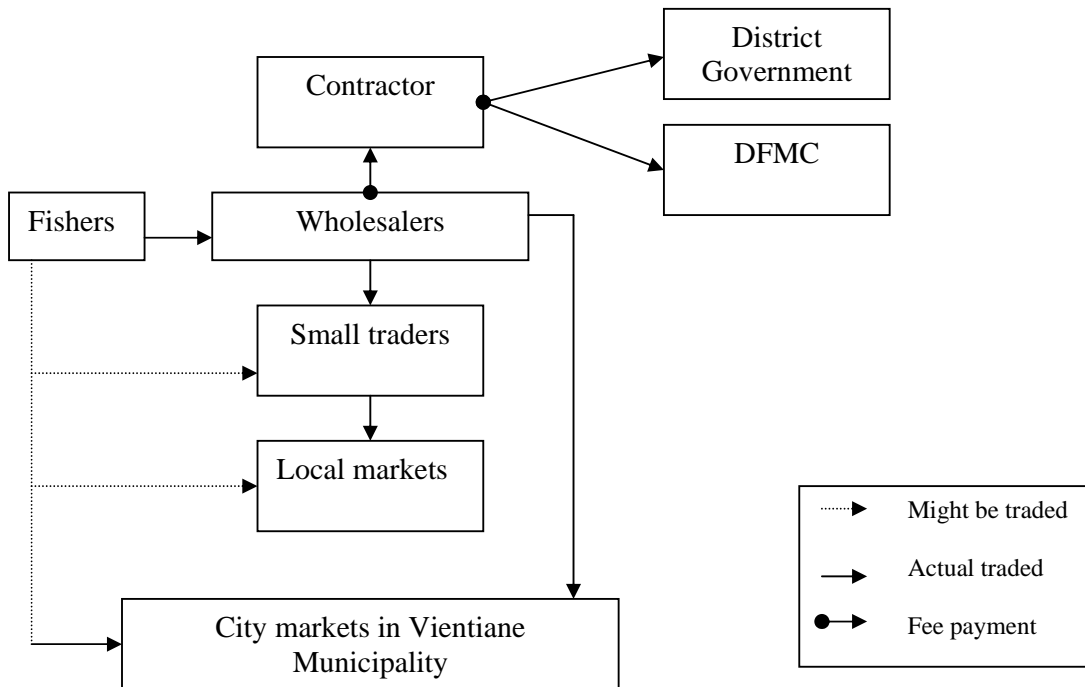 District
Government
Contractor
DFMC
Fishers
Wholesalers
Small traders
Local markets
Might be traded
Actual traded
Fee payment
City markets in Vientiane
Municipality